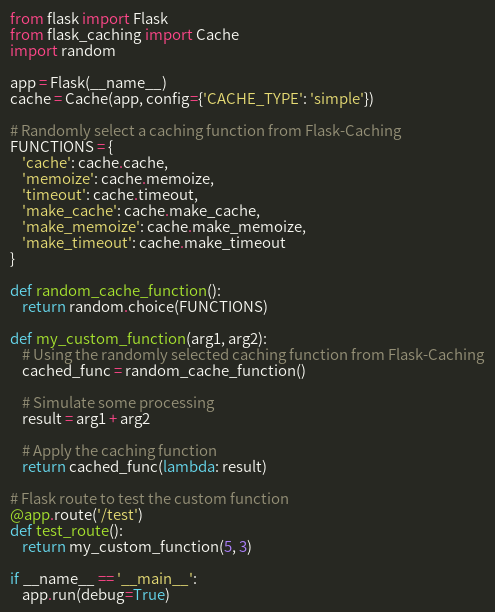 from flask import Flask
from flask_caching import Cache
import random

app = Flask(__name__)
cache = Cache(app, config={'CACHE_TYPE': 'simple'})

# Randomly select a caching function from Flask-Caching
FUNCTIONS = {
    'cache': cache.cache,
    'memoize': cache.memoize,
    'timeout': cache.timeout,
    'make_cache': cache.make_cache,
    'make_memoize': cache.make_memoize,
    'make_timeout': cache.make_timeout
}

def random_cache_function():
    return random.choice(FUNCTIONS)

def my_custom_function(arg1, arg2):
    # Using the randomly selected caching function from Flask-Caching
    cached_func = random_cache_function()

    # Simulate some processing
    result = arg1 + arg2

    # Apply the caching function
    return cached_func(lambda: result)

# Flask route to test the custom function
@app.route('/test')
def test_route():
    return my_custom_function(5, 3)

if __name__ == '__main__':
    app.run(debug=True)